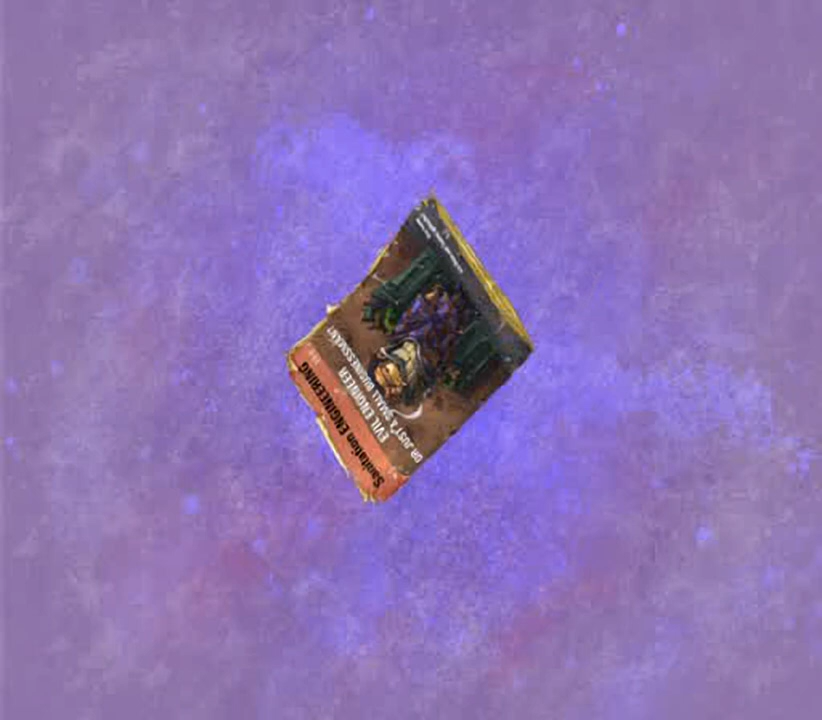 Sanitation ENGINEERING
EVIL ENGINEER
OR JUST A SMALL BUSINESSMAN?